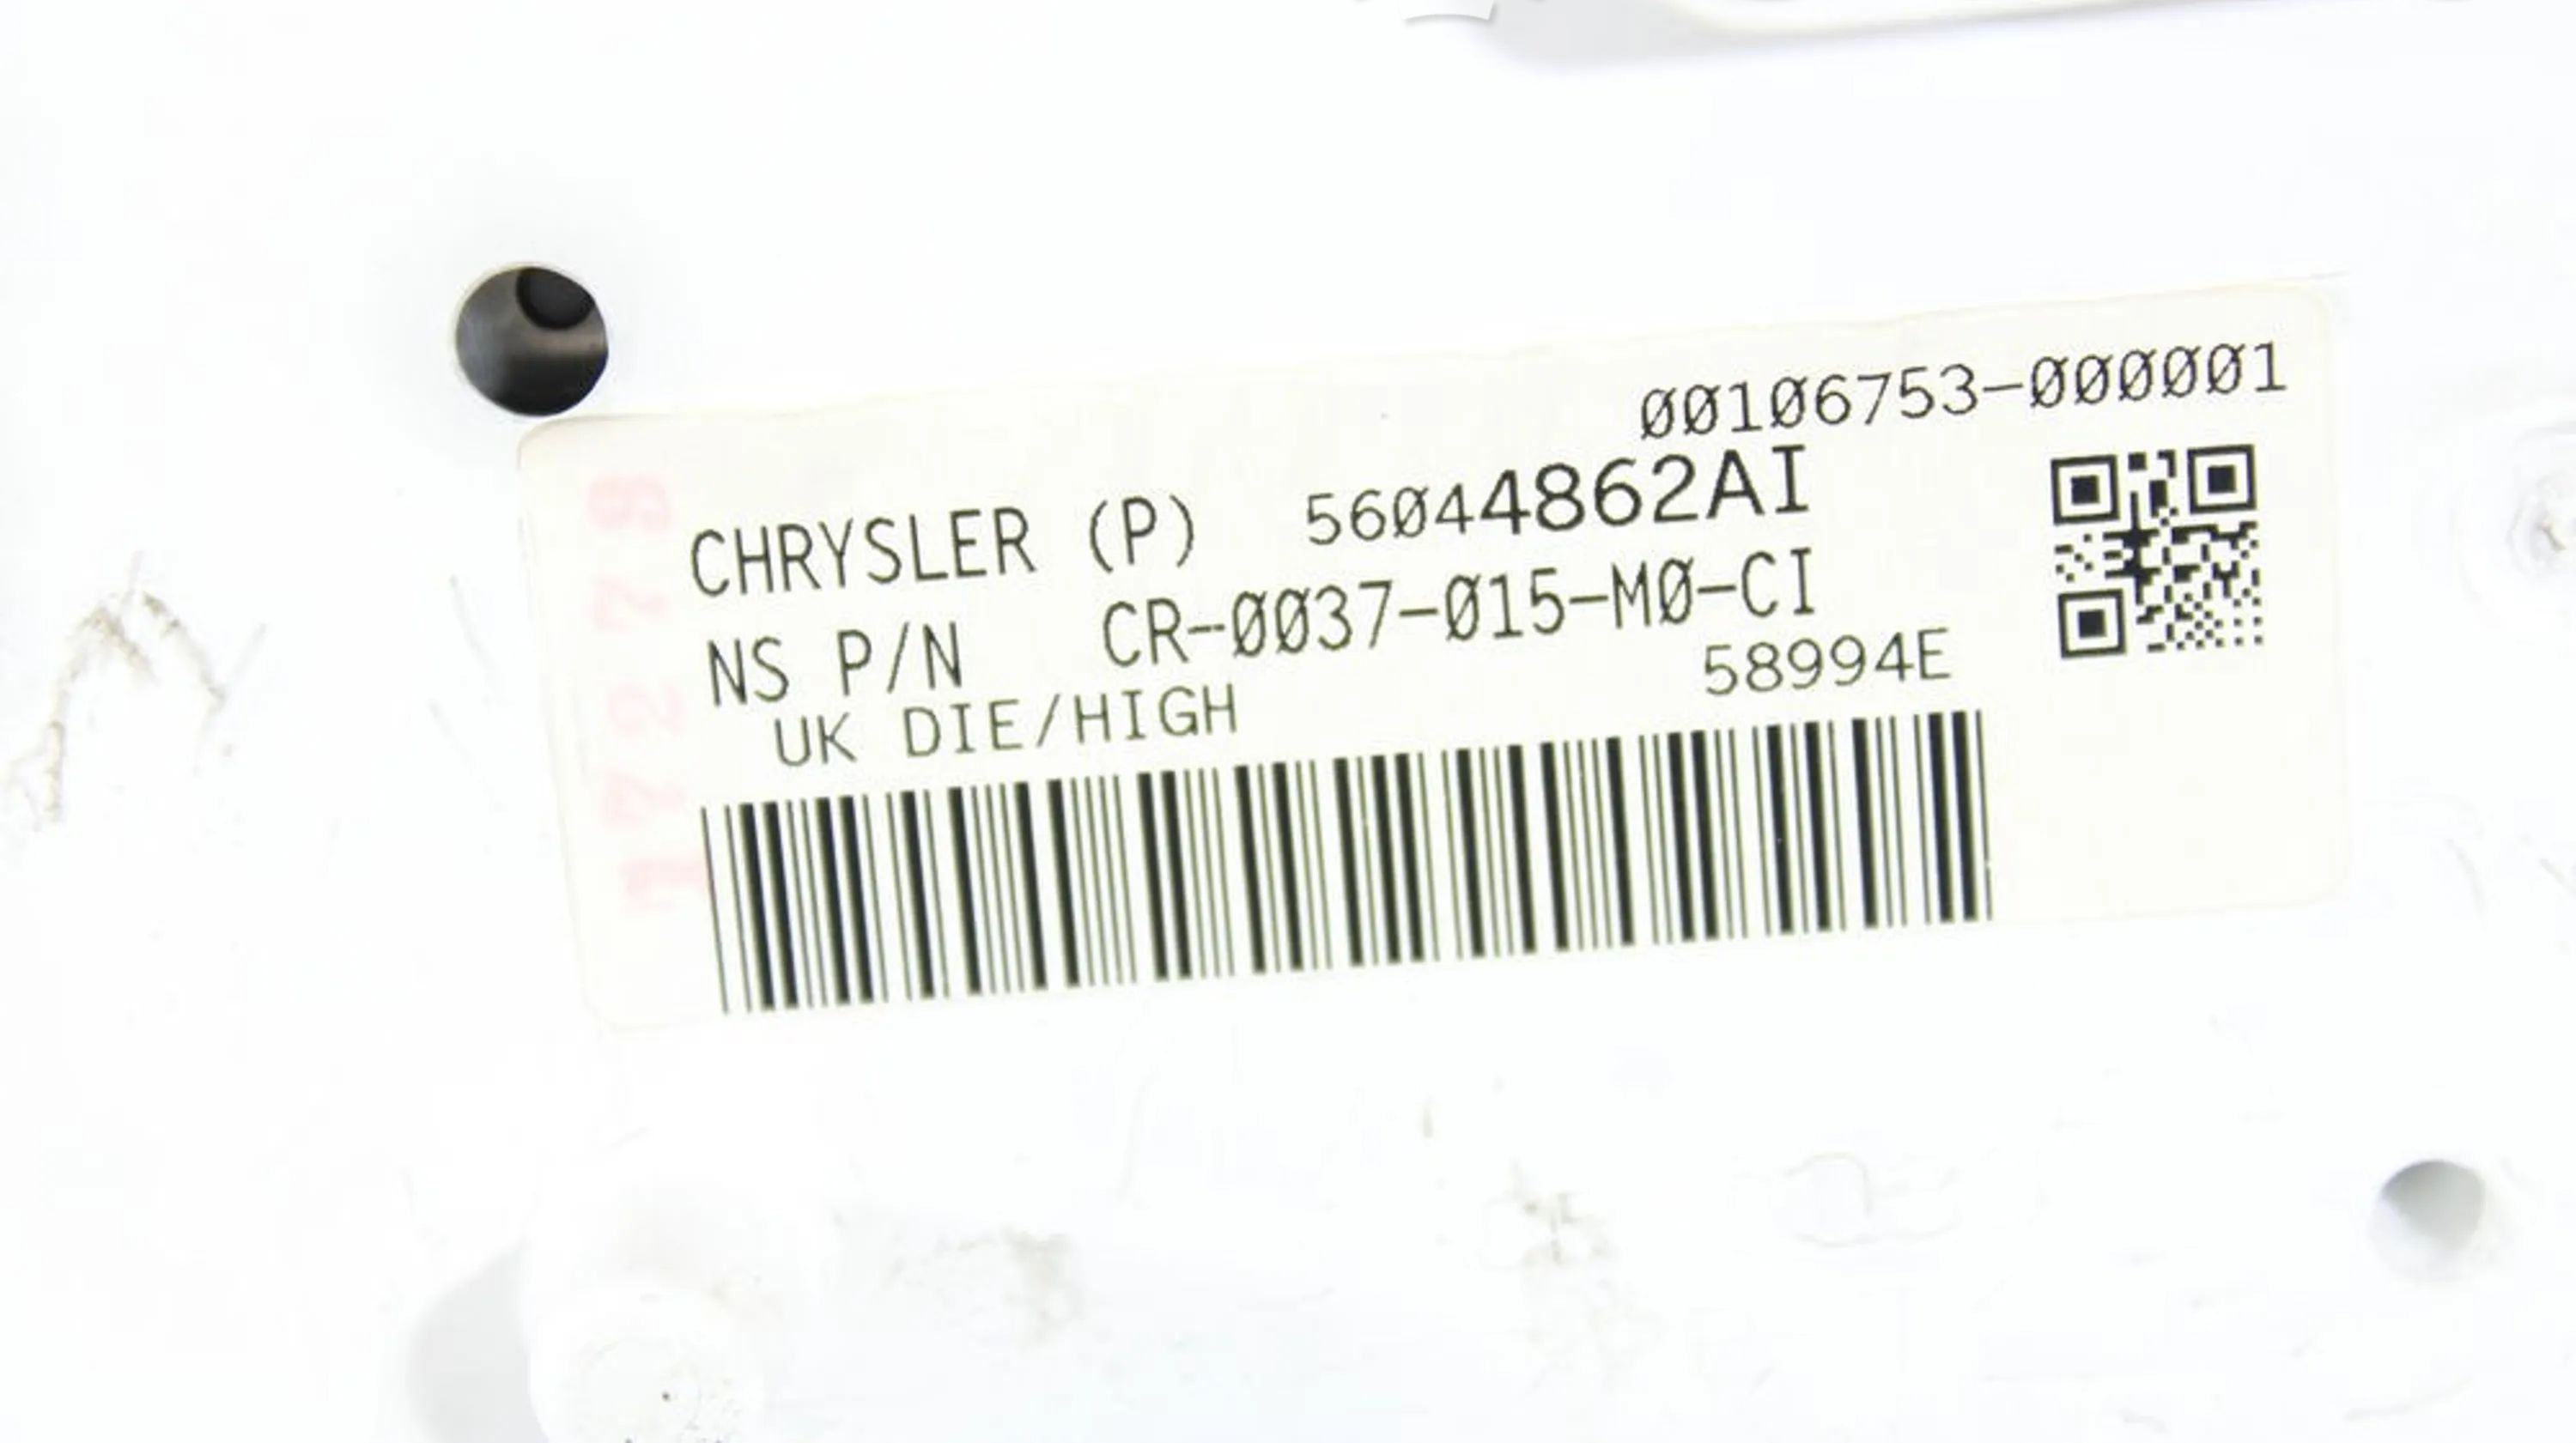 00106753-000001
CHRYSLER (P) 56044862AI
NS P/N CR-0037-015-M0-CI
UK DIE/HIGH 58994E